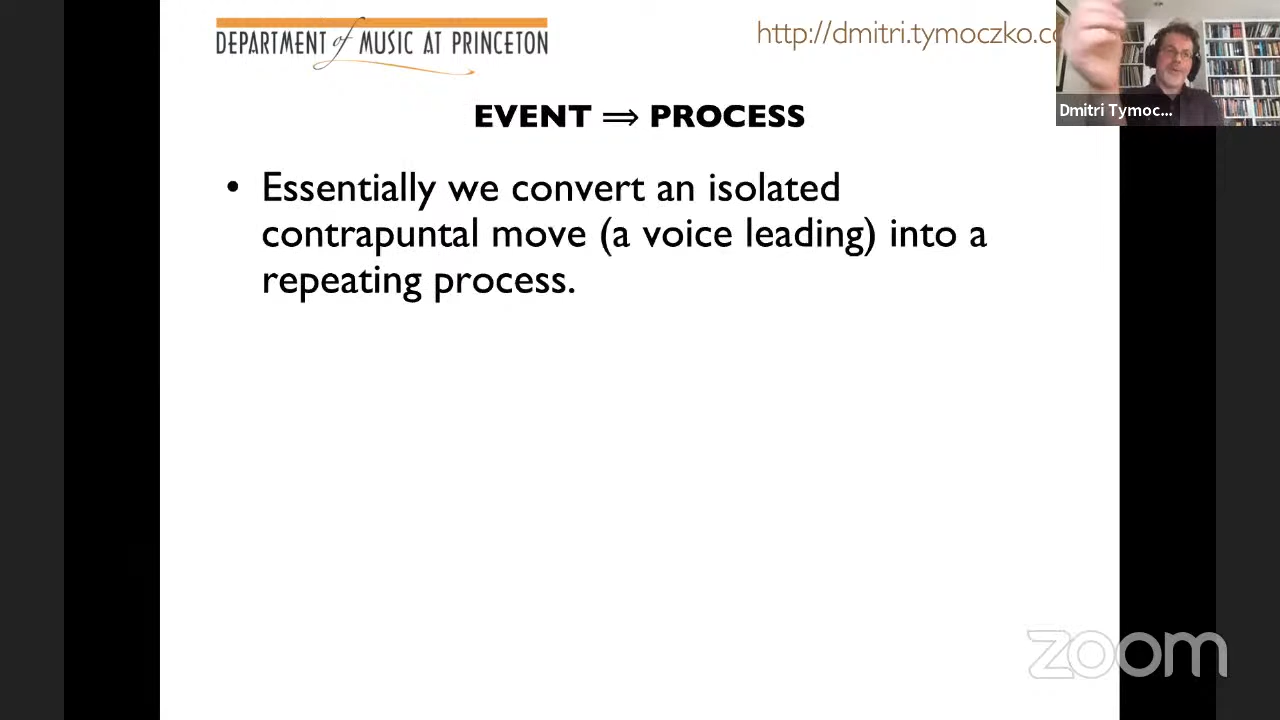 DEPARTMENT of MUSIC AT PRINCETON
http://dmitri.tymoczko.co
Dmitri Tymoc...
EVENT ⟹ PROCESS
• Essentially we convert an isolated
contrapuntal move (a voice leading) into a
repeating process.
zoom